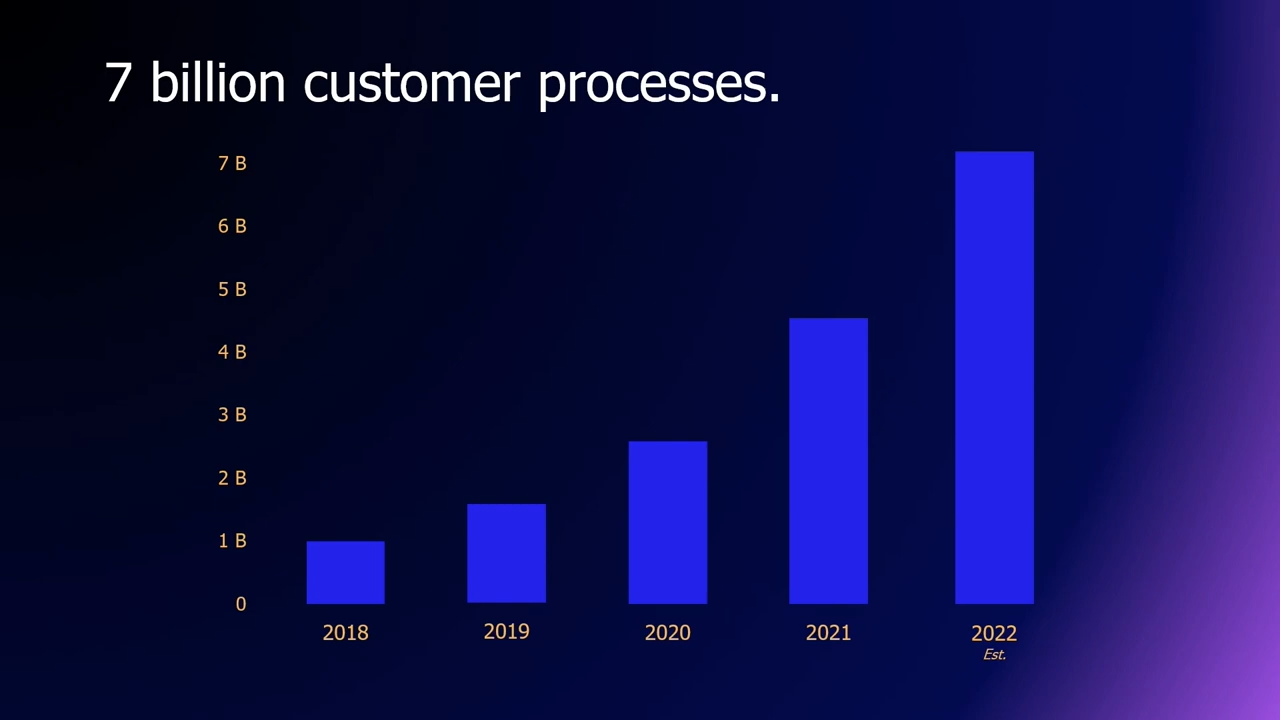 7 billion customer processes.
7 B
6 B
5 B
4 B
3 B
2 B
1 B
0
2018
2019
2020
2021
2022
Est.